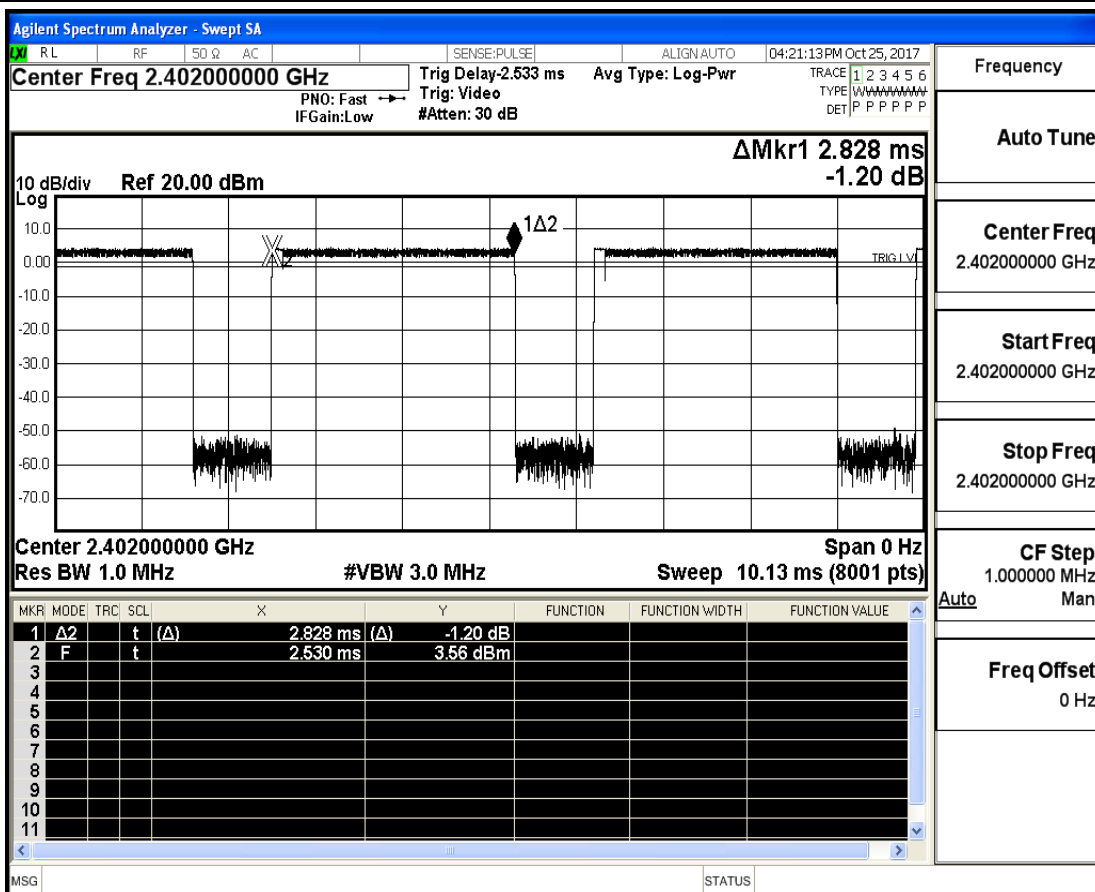 Agilent Spectrum Analyzer - Swept SA
LXI RL RF 50 Ω AC SENSE:PULSE ALIGN AUTO 04:21:13 PM Oct 25, 2017
Center Freq 2.402000000 GHz
PNO: Fast
IFGain:Low
Trig Delay-2.533 ms
Trig: Video
#Atten: 30 dB
Avg Type: Log-Pwr
TRACE 1 2 3 4 5 6
TYPE WWWWWW
DET P P P P P P
ΔMkr1 2.828 ms
-1.20 dB
10 dB/div Ref 20.00 dBm
Log
10.0
0.00
-10.0
-20.0
-30.0
-40.0
-50.0
-60.0
-70.0
1Δ2
2
TRIG LVL
Center 2.402000000 GHz Span 0 Hz
Res BW 1.0 MHz #VBW 3.0 MHz Sweep 10.13 ms (8001 pts)
MKR MODE TRC SCL X Y FUNCTION FUNCTION WIDTH FUNCTION VALUE
1 Δ2 t (Δ) 2.828 ms (Δ) -1.20 dB
2 F t 2.530 ms 3.56 dBm
3
4
5
6
7
8
9
10
11
MSG STATUS
Frequency
Auto Tune
Center Freq
2.402000000 GHz
Start Freq
2.402000000 GHz
Stop Freq
2.402000000 GHz
CF Step
1.000000 MHz
Auto Man
Freq Offset
0 Hz